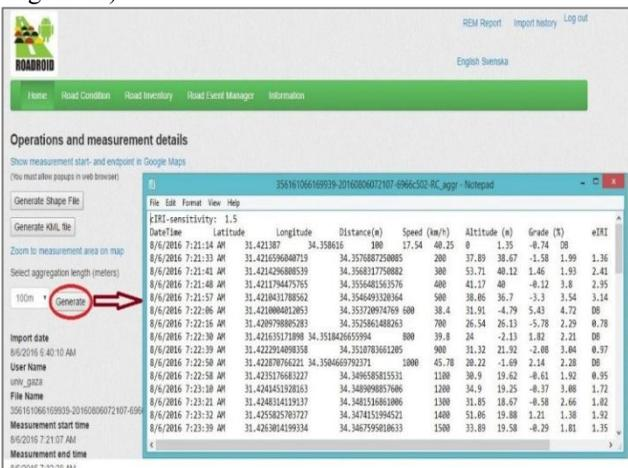 ROADROID
REM Report Import history Log out
English Svenska
Home Road Condition Road Inventory Road Event Manager Information
Operations and measurement details
Show measurement start- and endpoint in Google Maps
(You must allow popups in web browser)
Generate Shape File
Generate KML file
Zoom to measurement area on map
Select aggregation length (meters)
100m Generate
Import date
8/6/2016 6:40:10 AM
User Name
univ_gaza
File Name
356161066169939-20160806072107-696
Measurement start time
8/6/2016 7:21:07 AM
Measurement end time
356161066169939-20160806072107-6966c502-RC_aggr - Notepad
File Edit Format View Help
cIRI-sensitivity: 1.5
DateTime Latitude Longitude Distance(m) Speed (km/h) Altitude (m) Grade (%) eIRI
8/6/2016 7:21:14 AM 31.421387 34.358616 100 17.54 40.25 0 1.35 -0.74 DB
8/6/2016 7:21:33 AM 31.4216596040719 34.3576887250085 200 37.89 38.67 -1.58 1.99 1.36
8/6/2016 7:21:41 AM 31.4214296808539 34.3568317750882 300 53.71 40.12 1.46 1.93 2.41
8/6/2016 7:21:48 AM 31.4211794475765 34.3556481563576 400 41.17 40 -0.12 3.8 2.95
8/6/2016 7:21:57 AM 31.4210431788562 34.3546493320364 500 38.06 36.7 -3.3 3.54 3.14
8/6/2016 7:22:06 AM 31.4210004012053 34.353720974769 600 38.4 31.91 -4.79 5.43 4.72 DB
8/6/2016 7:22:16 AM 31.4209798805283 34.3525861488263 700 26.54 26.13 -5.78 2.29 0.78
8/6/2016 7:22:30 AM 31.421635171898 34.3518426655994 800 39.8 24 -2.13 1.82 2.21 DB
8/6/2016 7:22:39 AM 31.4222914098358 34.3510783661205 900 31.32 21.92 -2.08 3.04 0.97
8/6/2016 7:22:50 AM 31.422870766221 34.3504669792371 1000 45.78 20.22 -1.69 2.14 2.28 DB
8/6/2016 7:22:58 AM 31.4235176683227 34.3496585815531 1100 30.9 19.62 -0.61 1.92 0.95
8/6/2016 7:23:10 AM 31.4241451928163 34.3489098857606 1200 34.9 19.25 -0.37 3.08 1.72
8/6/2016 7:23:21 AM 31.4248314119137 34.3481516861006 1300 31.85 18.67 -0.58 2.66 1.02
8/6/2016 7:23:32 AM 31.4255825703727 34.3474151994521 1400 51.06 19.88 1.21 1.38 1.92
8/6/2016 7:23:39 AM 31.4263014199334 34.3467595010633 1500 33.89 19.58 -0.29 1.81 1.35